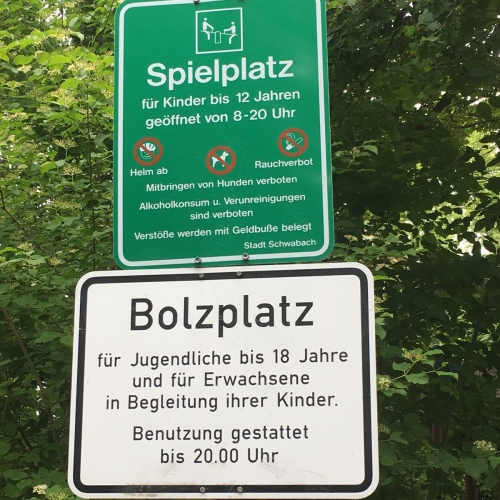 Spielplatz
für Kinder bis 12 Jahren
geöffnet von 8-20 Uhr
Helm ab
Rauchverbot
Mitbringen von Hunden verboten
Alkoholkonsum u. Verunreinigungen
sind verboten
Verstöße werden mit Geldbuße belegt
Stadt Schwabach
Bolzplatz
für Jugendliche bis 18 Jahre
und für Erwachsene
in Begleitung ihrer Kinder.
Benutzung gestattet
bis 20.00 Uhr